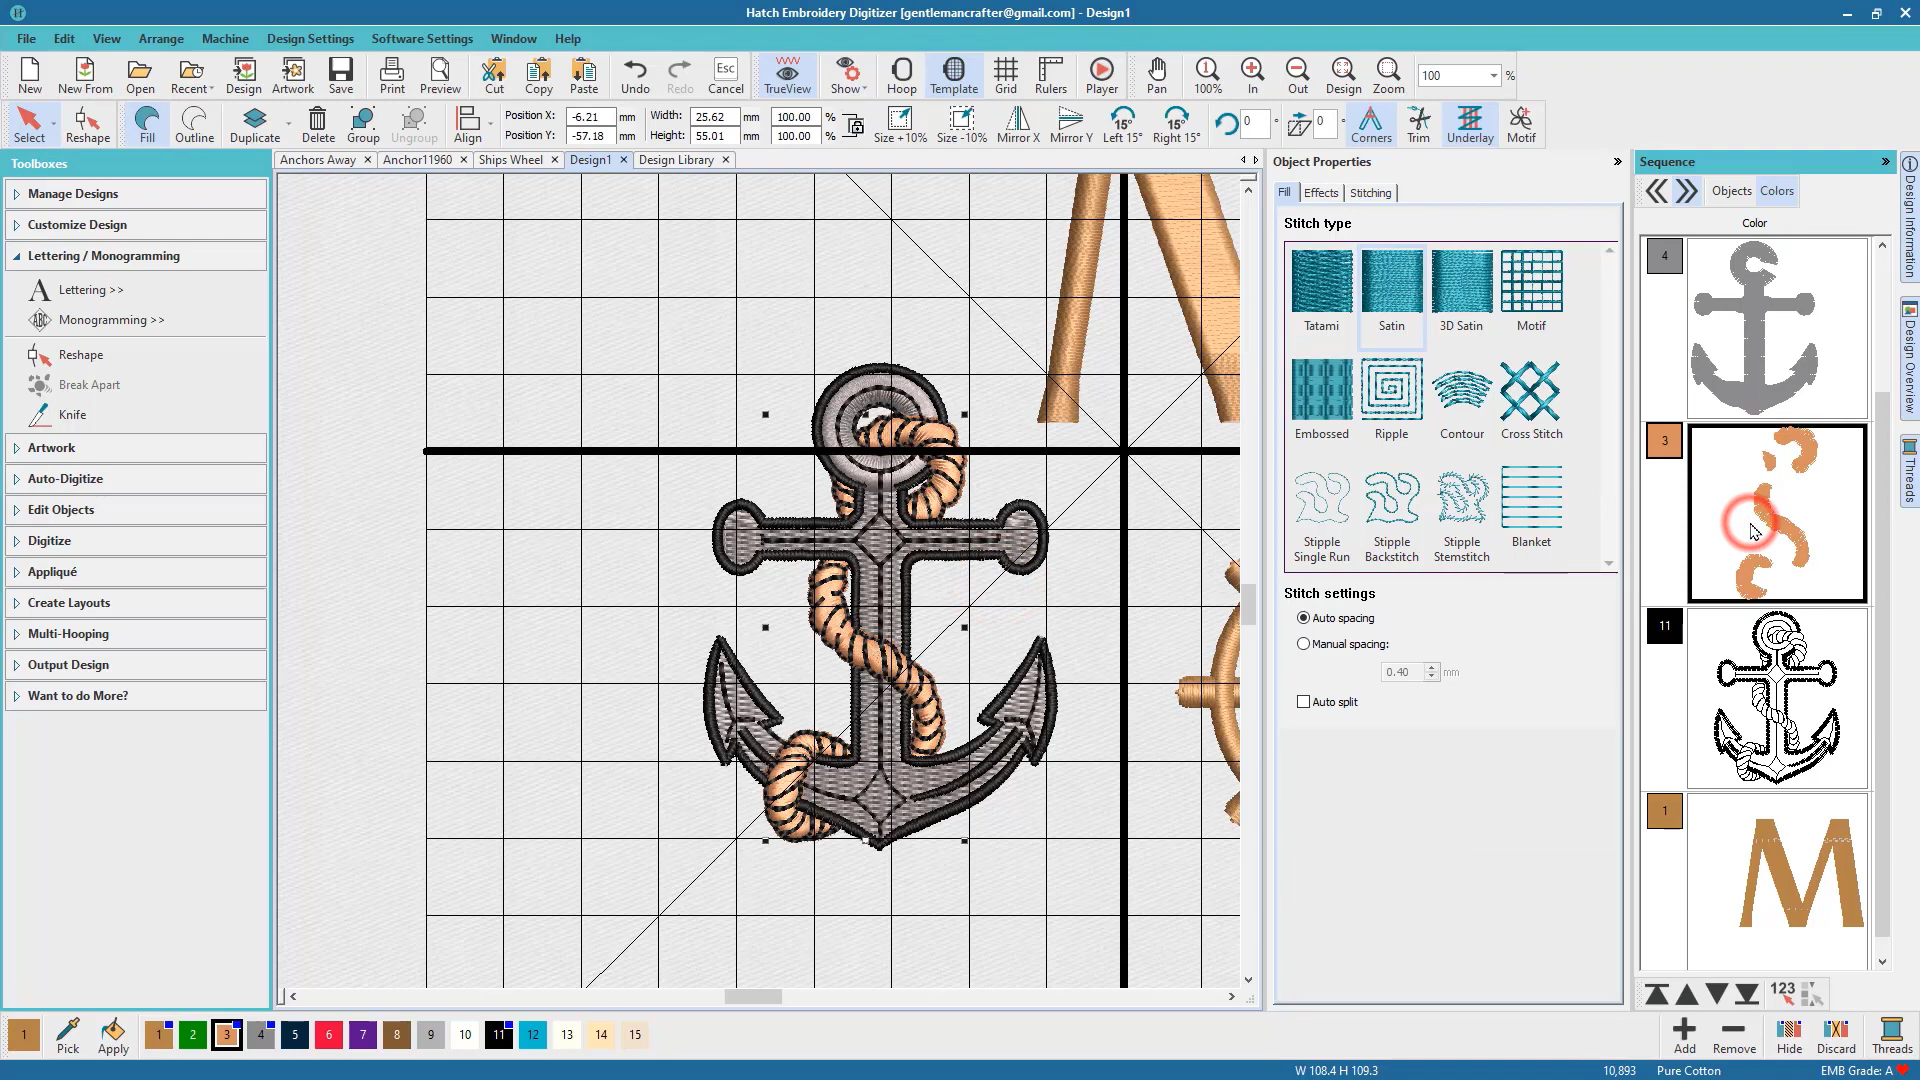 Hatch Embroidery Digitizer [gentlemancrafter@gmail.com] - Design1
File Edit View Arrange Machine Design Settings Software Settings Window Help
New New From Open Recent Design Artwork Save Print Preview Cut Copy Paste Undo Redo Esc Cancel TrueView Show Hoop Template Grid Rulers Player Pan 1 100% In Out Design Zoom 100 %
Select Reshape Fill Outline Duplicate Delete Group Ungroup Align Size +10% Size -10% Mirror X Mirror Y 15° Left 15° 15° Right 15° 0 ° 0 ° Corners Trim Underlay Motif
Position X: -6.21 mm Width: 25.62 mm 100.00 %
Position Y: -57.18 mm Height: 55.01 mm 100.00 %
Toolboxes
Manage Designs
Customize Design
Lettering / Monogramming
A Lettering >>
ABC Monogramming >>
Reshape
Break Apart
Knife
Artwork
Auto-Digitize
Edit Objects
Digitize
Appliqué
Create Layouts
Multi-Hooping
Output Design
Want to do More?
Anchors Away Anchor11960 Ships Wheel Design1 Design Library
Object Properties
Fill Effects Stitching
Stitch type
Tatami Satin 3D Satin Motif
Embossed Ripple Contour Cross Stitch
Stipple Single Run
Stipple Backstitch
Stipple Stemstitch
Blanket
Stitch settings
Auto spacing
Manual spacing:
0.40 mm
Auto split
Sequence
Objects Colors
Color
4
3
11
1
M
123
Design Information
Design Overview
Threads
1 Pick Apply 1 2 3 4 5 6 7 8 9 10 11 12 13 14 15 Add Remove Hide Discard Threads
W 108.4 H 109.3 10,893 Pure Cotton EMB Grade: A